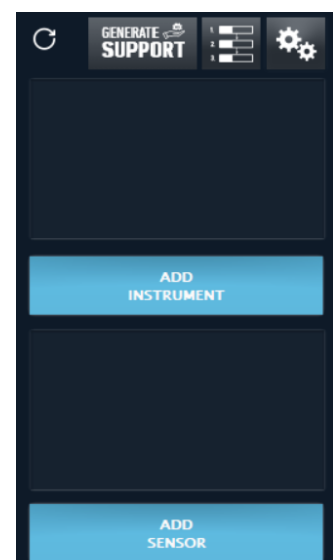 GENERATE
SUPPORT
1
2
3
ADD
INSTRUMENT
ADD
SENSOR